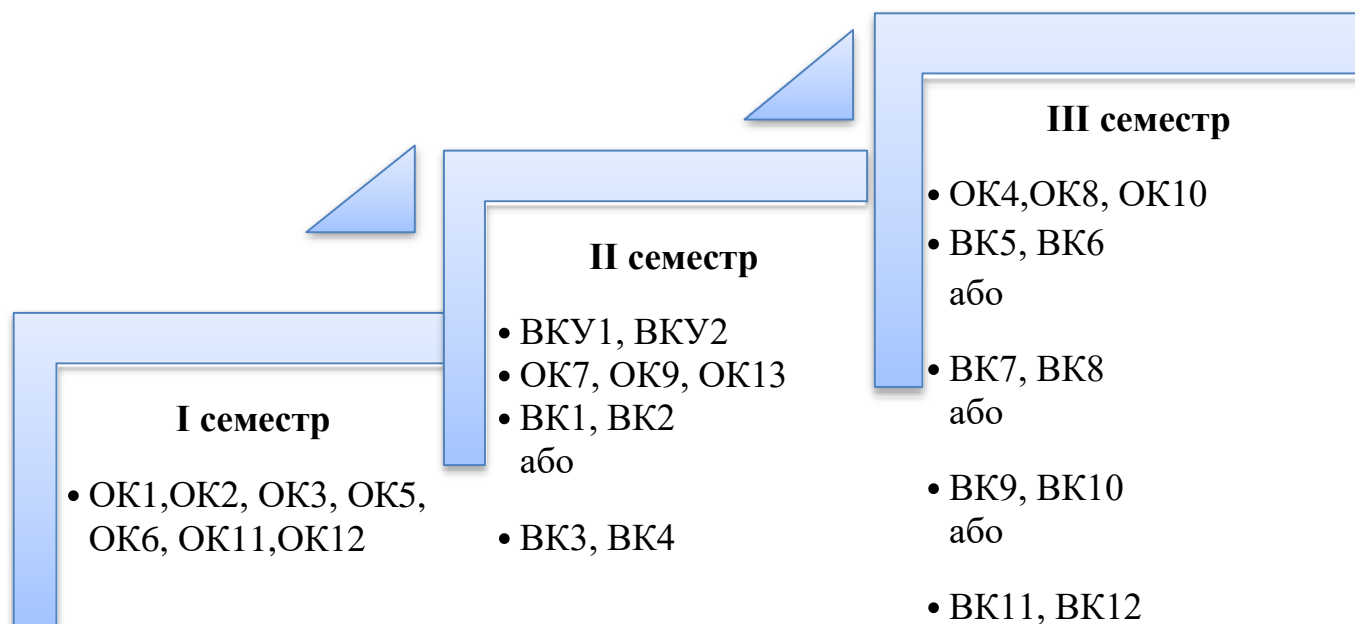 I семестр
• ОК1,ОК2, ОК3, ОК5,
ОК6, ОК11,ОК12
II семестр
• ВКУ1, ВКУ2
• ОК7, ОК9, ОК13
• ВК1, ВК2
або
• ВК3, ВК4
III семестр
• ОК4,ОК8, ОК10
• ВК5, ВК6
або
• ВК7, ВК8
або
• ВК9, ВК10
або
• ВК11, ВК12